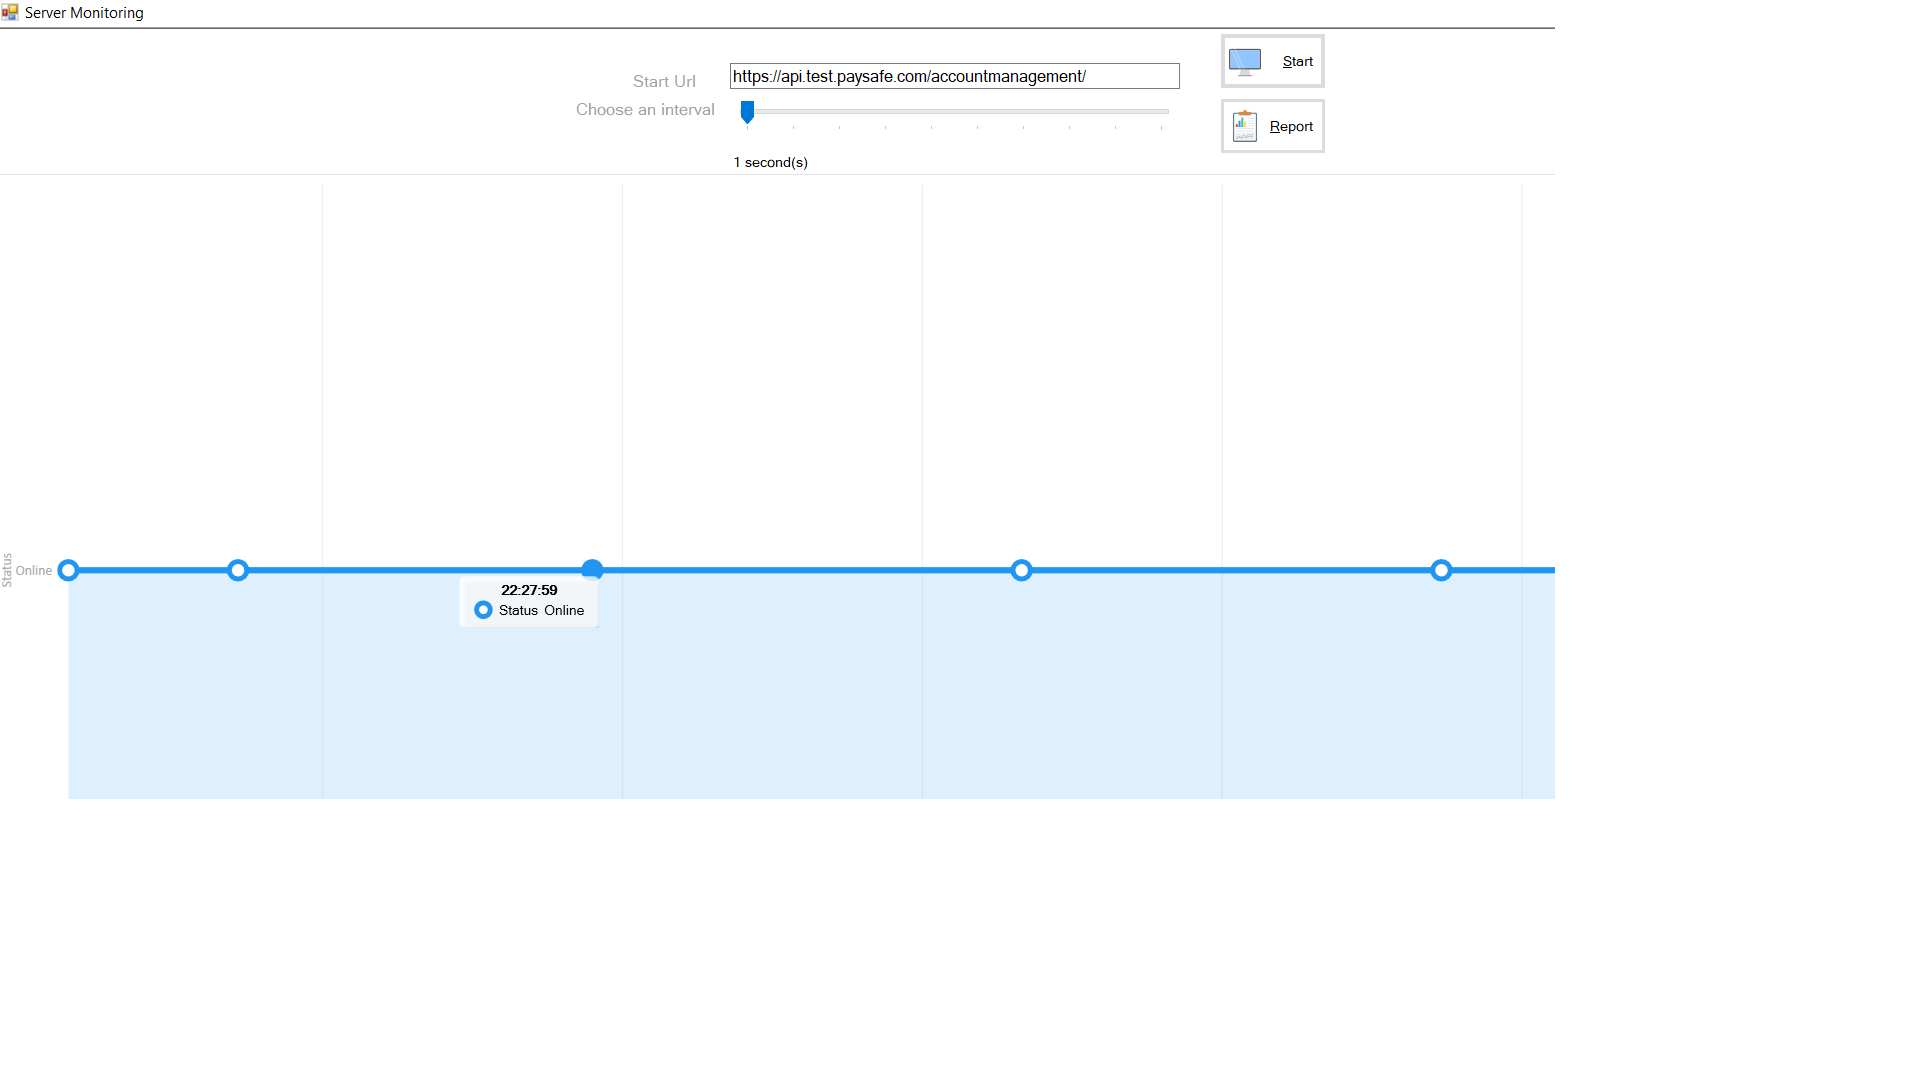 Server Monitoring
Start Url
https://api.test.paysafe.com/accountmanagement/
Start
Choose an interval
Report
1 second(s)
Status
Online
22:27:59
Status Online